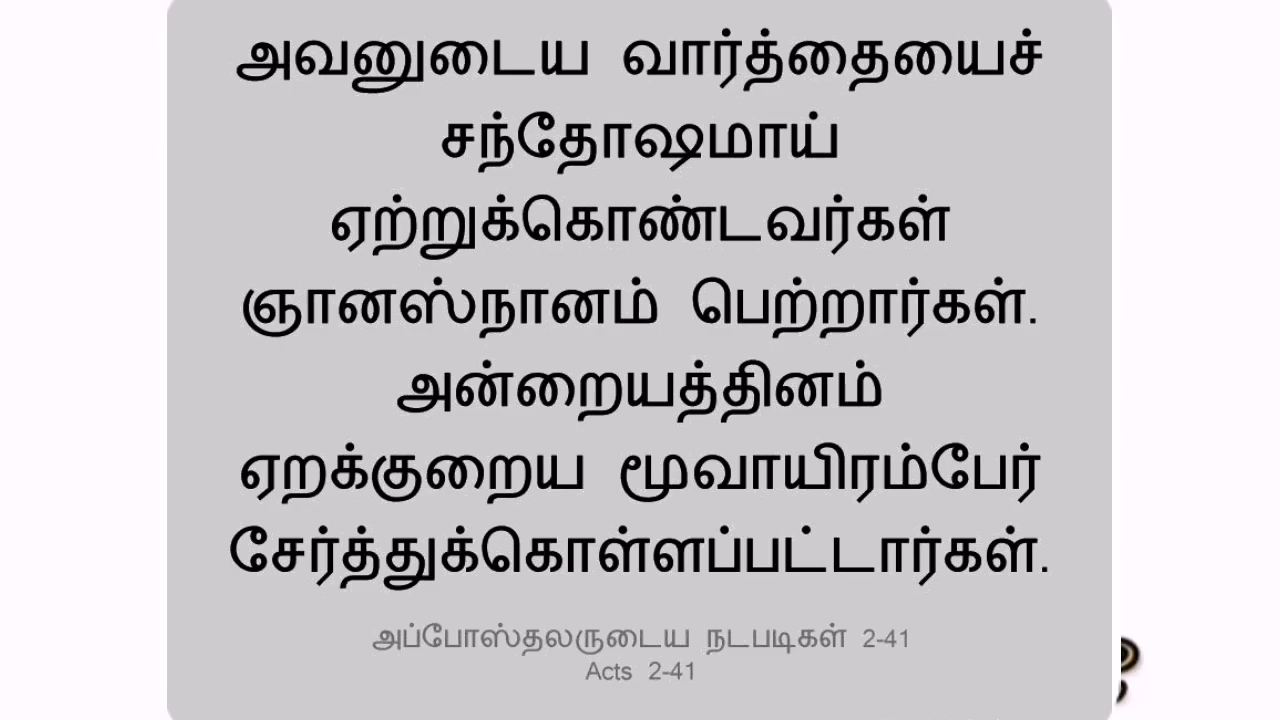 அவனுடைய வார்த்தையைச்
சந்தோஷமாய்
ஏற்றுக்கொண்டவர்கள்
ஞானஸ்நானம் பெற்றார்கள்.
அன்றையத்தினம்
ஏறக்குறைய மூவாயிரம்பேர்
சேர்த்துக்கொள்ளப்பட்டார்கள்.
அப்போஸ்தலருடைய நடபடிகள் 2-41
Acts 2-41